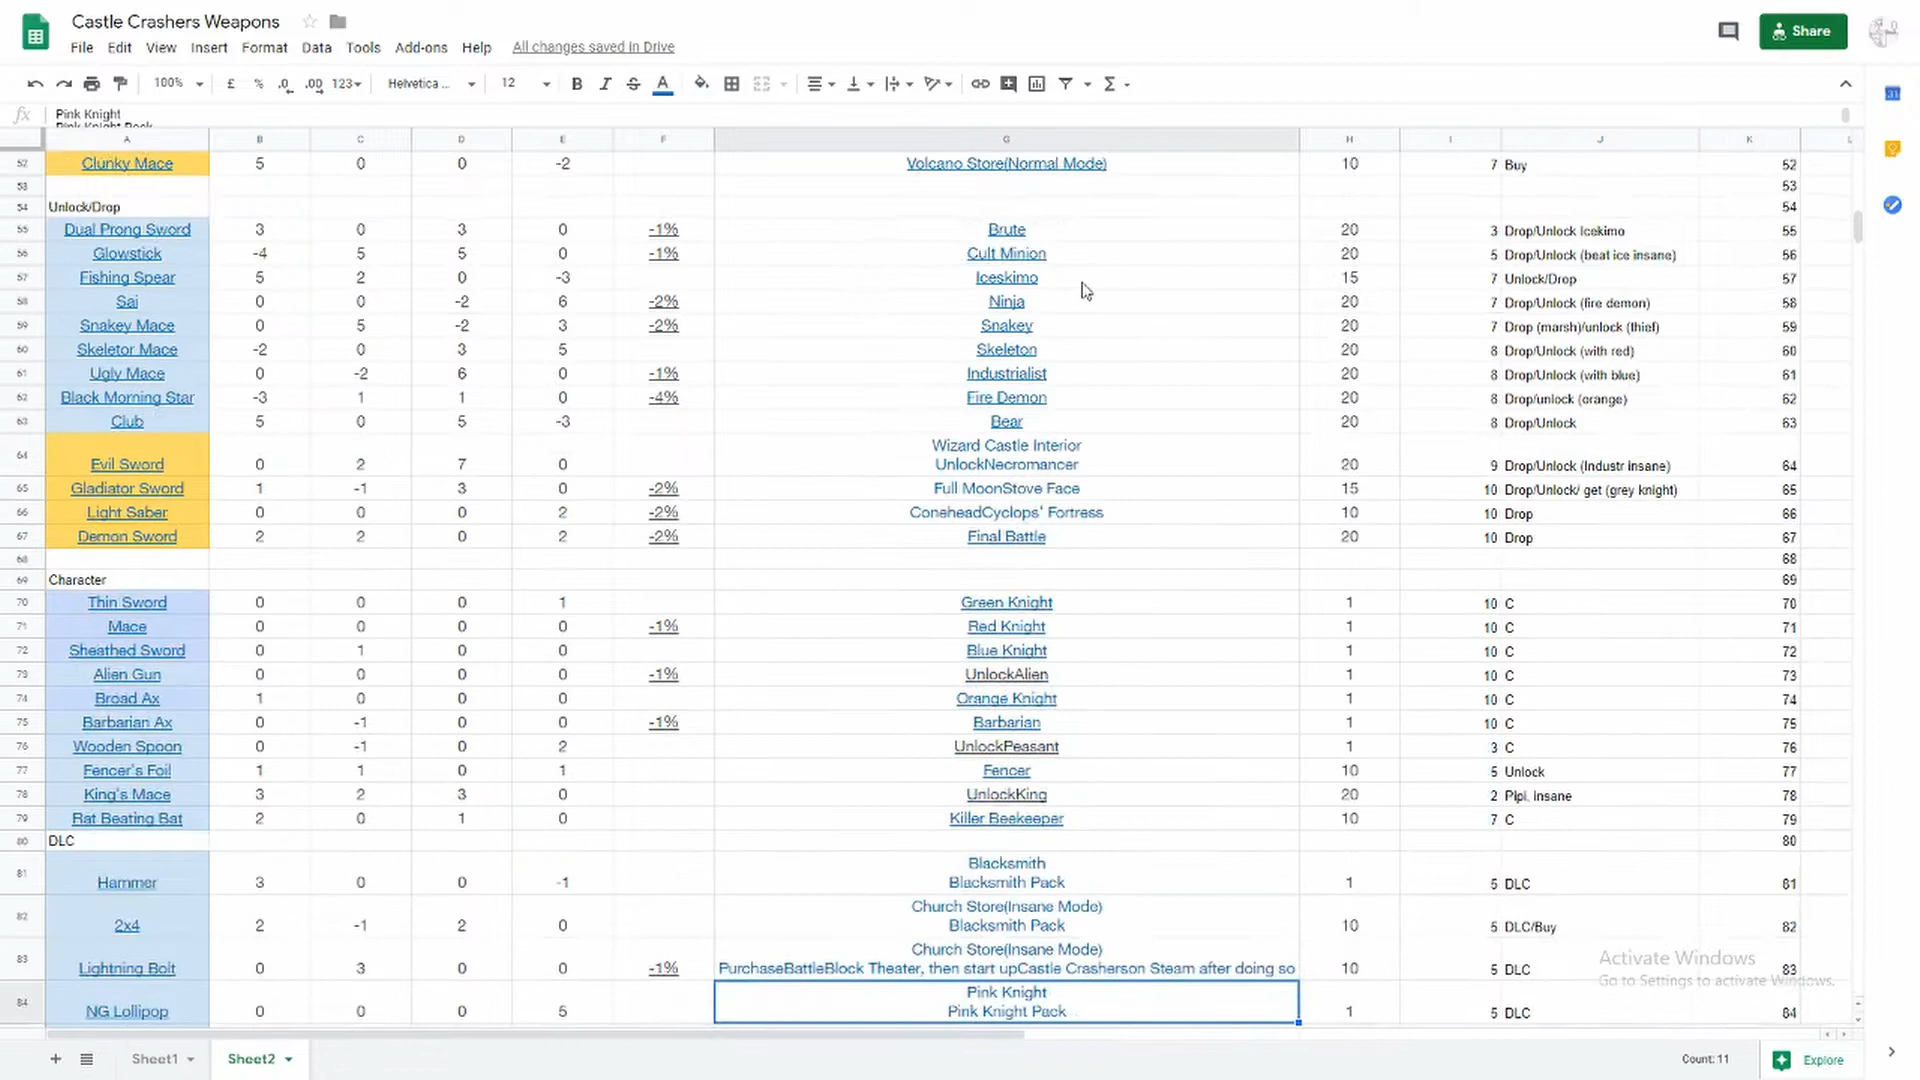 Castle Crashers Weapons
File Edit View Insert Format Data Tools Add-ons Help All changes saved in Drive
Share
100% £ % .0 .00 123 Helvetica ... 12 B I S A
fx Pink Knight
Pink Knight Pack
A B C D E F G H I J K L
52 Clunky Mace 5 0 0 -2 Volcano Store(Normal Mode) 10 7 Buy 52
53 53
54 Unlock/Drop 54
55 Dual Prong Sword 3 0 3 0 -1% Brute 20 3 Drop/Unlock Icekimo 55
56 Glowstick -4 5 5 0 -1% Cult Minion 20 5 Drop/Unlock (beat ice insane) 56
57 Fishing Spear 5 2 0 -3 Iceskimo 15 7 Unlock/Drop 57
58 Sai 0 0 -2 6 -2% Ninja 20 7 Drop/Unlock (fire demon) 58
59 Snakey Mace 0 5 -2 3 -2% Snakey 20 7 Drop (marsh)/unlock (thief) 59
60 Skeletor Mace -2 0 3 5 Skeleton 20 8 Drop/Unlock (with red) 60
61 Ugly Mace 0 -2 6 0 -1% Industrialist 20 8 Drop/Unlock (with blue) 61
62 Black Morning Star -3 1 1 0 -4% Fire Demon 20 8 Drop/unlock (orange) 62
63 Club 5 0 5 -3 Bear 20 8 Drop/Unlock 63
Wizard Castle Interior
64 Evil Sword 0 2 7 0 UnlockNecromancer 20 9 Drop/Unlock (Industr insane) 64
65 Gladiator Sword 1 -1 3 0 -2% Full MoonStove Face 15 10 Drop/Unlock/ get (grey knight) 65
66 Light Saber 0 0 0 2 -2% ConeheadCyclops' Fortress 10 10 Drop 66
67 Demon Sword 2 2 0 2 -2% Final Battle 20 10 Drop 67
68 68
69 Character 69
70 Thin Sword 0 0 0 1 Green Knight 1 10 C 70
71 Mace 0 0 0 0 -1% Red Knight 1 10 C 71
72 Sheathed Sword 0 1 0 0 Blue Knight 1 10 C 72
73 Alien Gun 0 0 0 0 -1% UnlockAlien 1 10 C 73
74 Broad Ax 1 0 0 0 Orange Knight 1 10 C 74
75 Barbarian Ax 0 -1 0 0 -1% Barbarian 1 10 C 75
76 Wooden Spoon 0 -1 0 2 UnlockPeasant 1 3 C 76
77 Fencer's Foil 1 1 0 1 Fencer 10 5 Unlock 77
78 King's Mace 3 2 3 0 UnlockKing 20 2 Pipi, insane 78
79 Rat Beating Bat 2 0 1 0 Killer Beekeeper 10 7 C 79
80 DLC 80
Blacksmith
81 Hammer 3 0 0 -1 Blacksmith Pack 1 5 DLC 81
Church Store(Insane Mode)
82 2x4 2 -1 2 0 Blacksmith Pack 10 5 DLC/Buy 82
Church Store(Insane Mode)
83 Lightning Bolt 0 3 0 0 -1% PurchaseBattleBlock Theater, then start upCastle Crasherson Steam after doing so 10 5 DLC 83
Pink Knight
84 NG Lollipop 0 0 0 5 Pink Knight Pack 1 5 DLC 84
Activate Windows
Go to Settings to activate Windows.
Sheet1 Sheet2 Count: 11 Explore